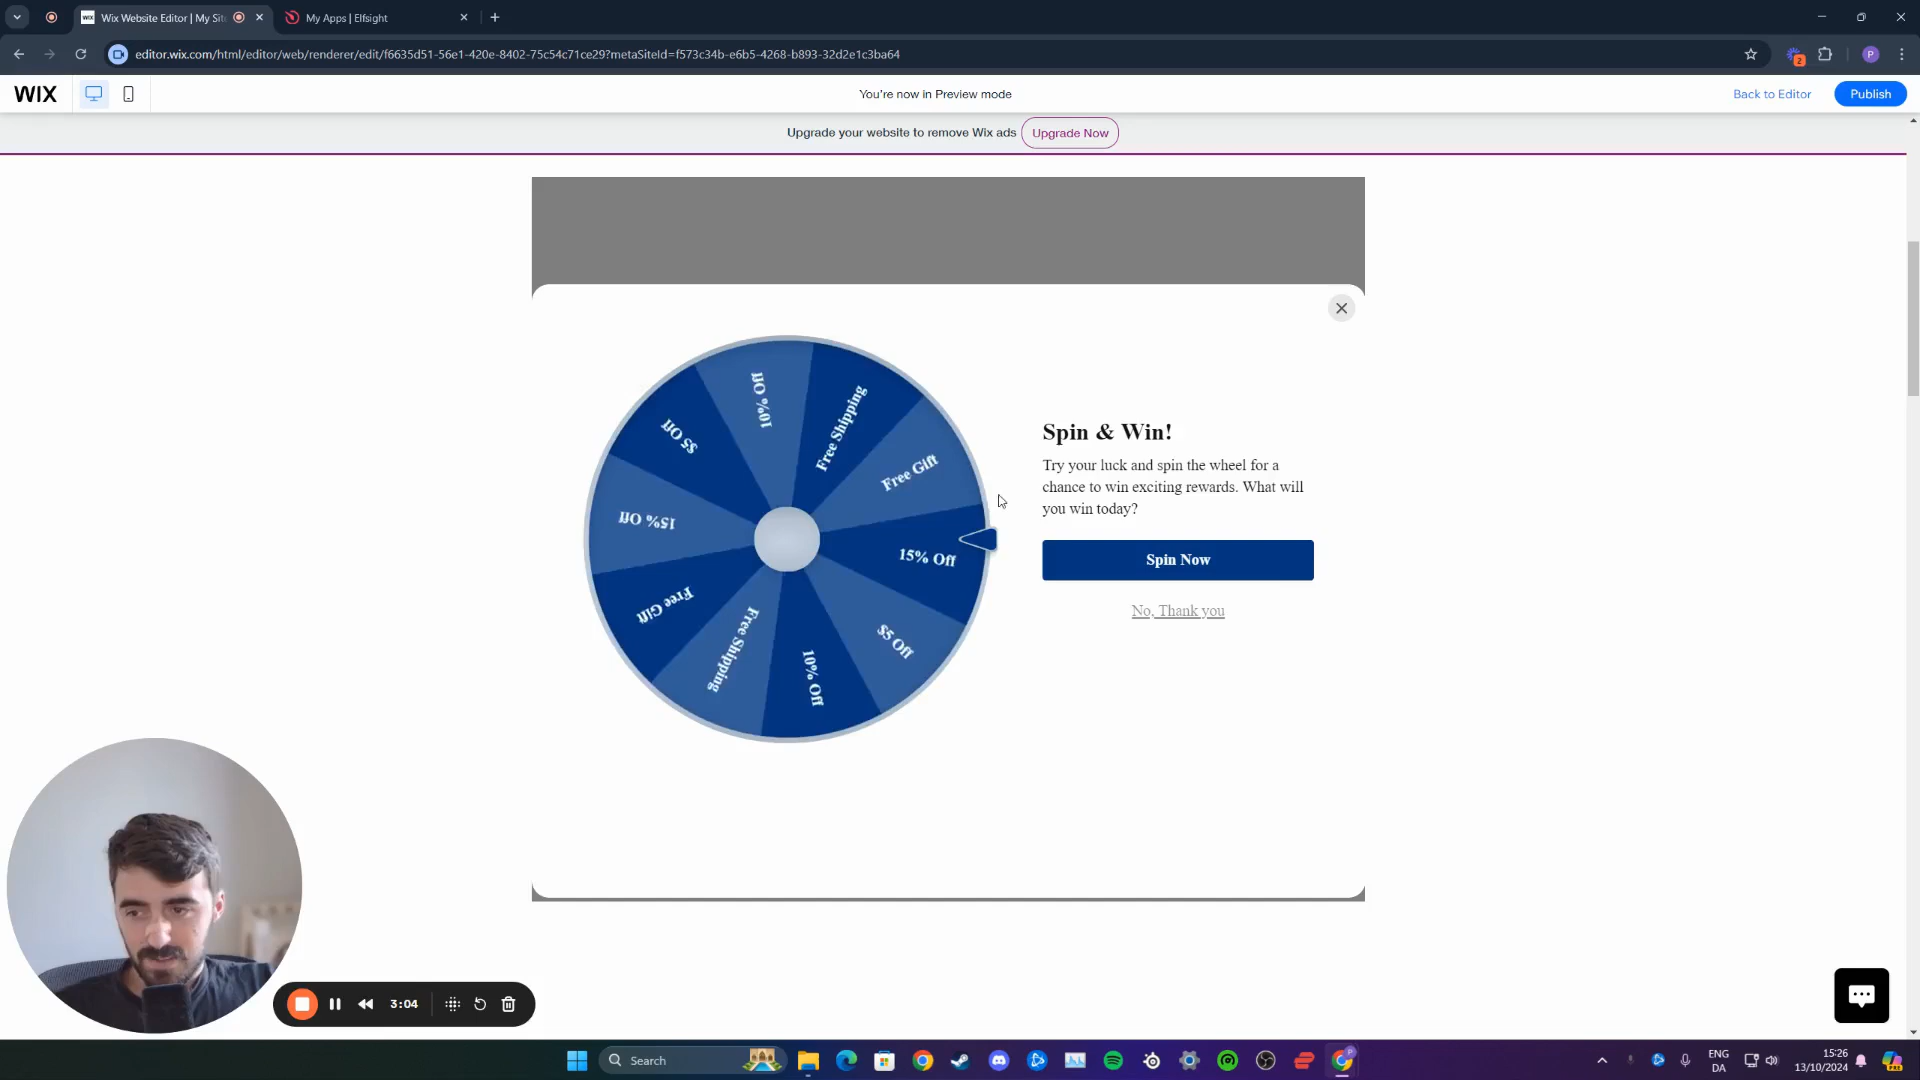 Wix Website Editor | My Sit
My Apps | Elfsight
editor.wix.com/html/editor/web/renderer/edit/f6635d51-56e1-420e-8402-75c54c71ce29?metaSiteId=f573c34b-e6b5-4268-b893-32d2e1c3ba64
2
P
WIX
You're now in Preview mode
Back to Editor
Publish
Upgrade your website to remove Wix ads
Upgrade Now
10% Off
Free Shipping
Free Gift
15% Off
$5 Off
10% Off
Free Shipping
Free Gift
15% Off
$5 Off
Spin & Win!
Try your luck and spin the wheel for a
chance to win exciting rewards. What will
you win today?
Spin Now
No, Thank you
3:04
Search
ENG
DA
15:26
13/10/2024